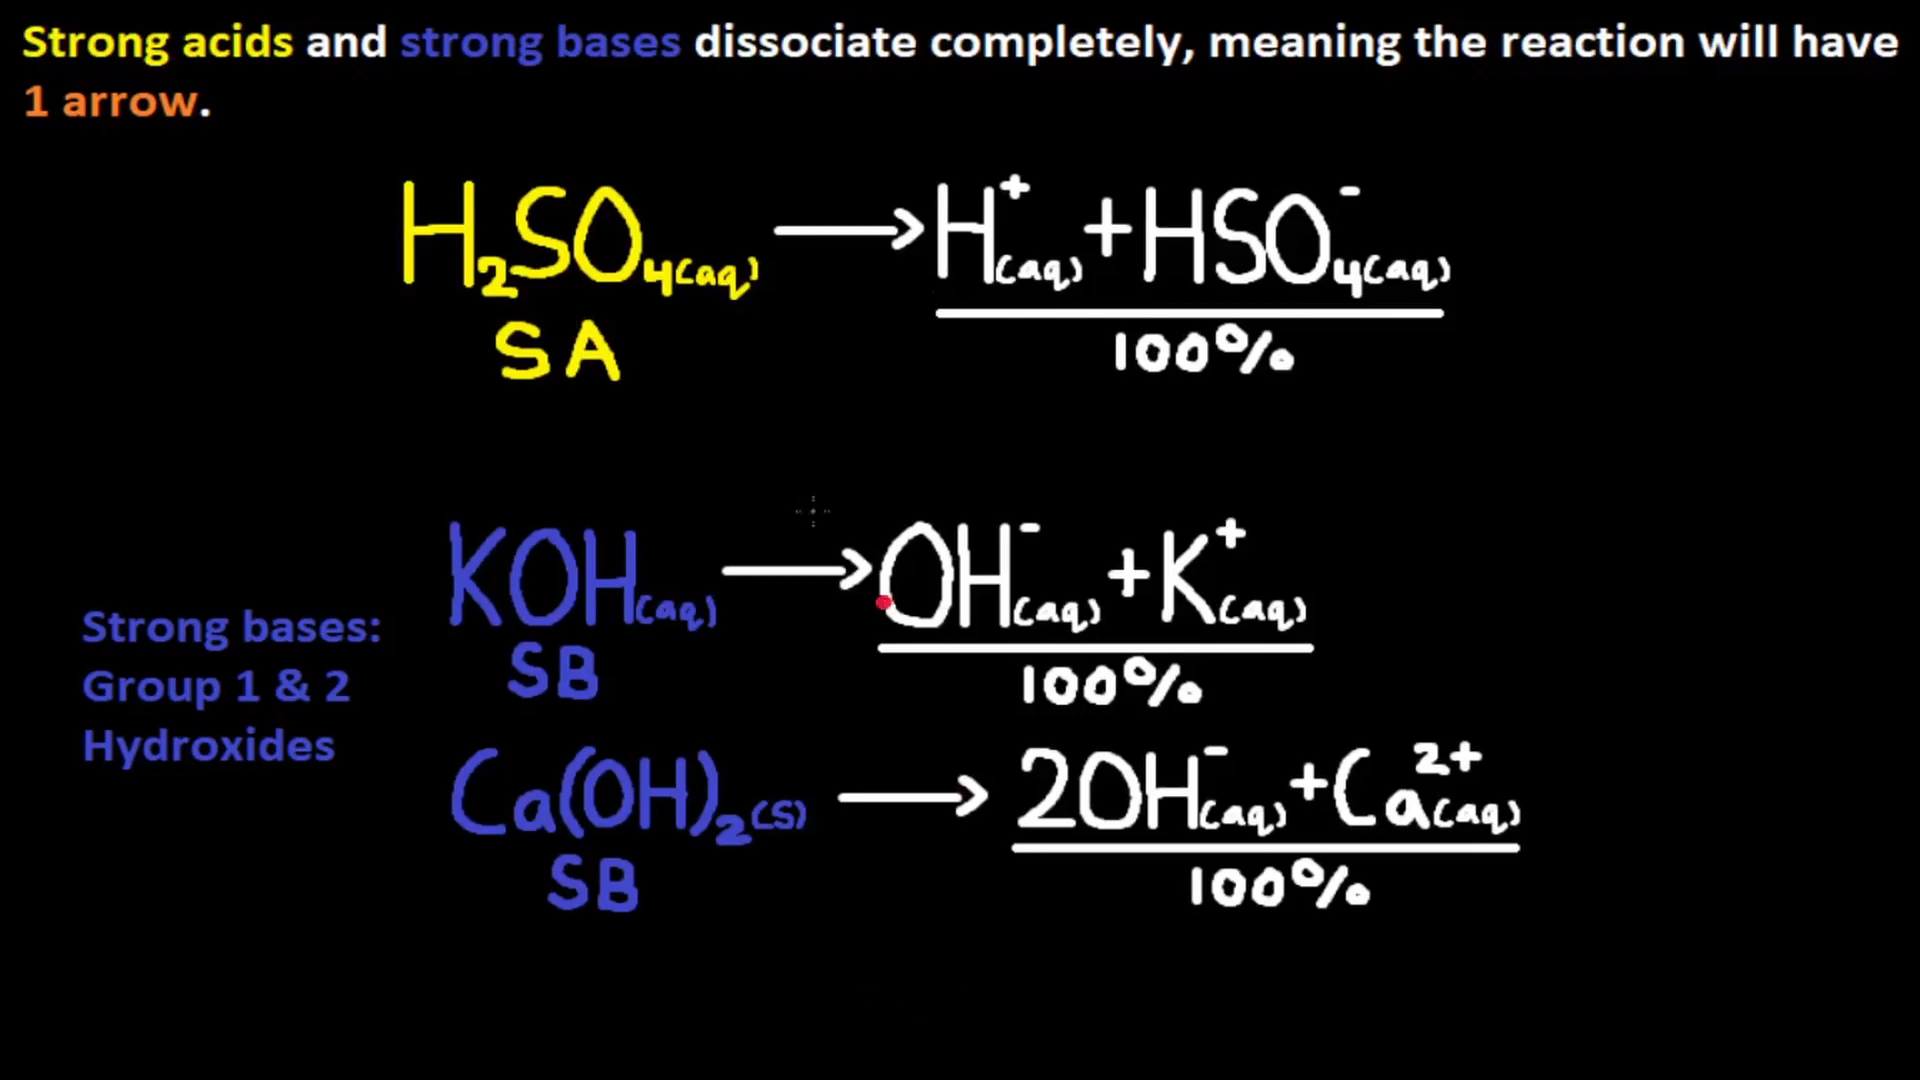 Strong acids and strong bases dissociate completely, meaning the reaction will have
1 arrow.
H₂SO₄(aq) ⟶ H⁺(aq) + HSO₄⁻(aq)
SA 100%
KOH(aq) ⟶ OH⁻(aq) + K⁺(aq)
SB 100%
Strong bases:
Group 1 & 2
Hydroxides
Ca(OH)₂(s) ⟶ 2OH⁻(aq) + Ca²⁺(aq)
SB 100%